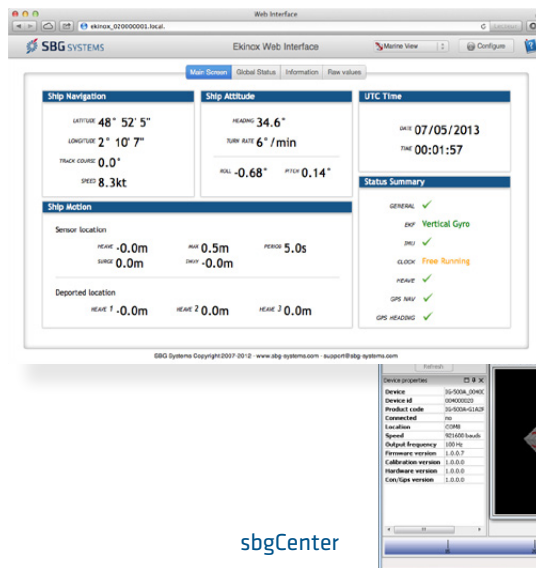 Web Interface
ekinox_020000001.local.
SBG SYSTEMS
Ekinox Web Interface
Marine View
Configure
Main Screen Global Status Information Raw values
Ship Navigation
LATITUDE 48° 52' 5"
LONGITUDE 2° 10' 7"
TRACK COURSE 0.0°
SPEED 8.3kt
Ship Attitude
HEADING 34.6°
TURN RATE 6°/min
ROLL -0.68° PITCH 0.14°
UTC Time
DATE 07/05/2013
TIME 00:01:57
Ship Motion
Sensor location
HEAVE -0.0m MAX 0.5m PERIOD 5.0s
SURGE 0.0m SWAY -0.0m
Deported location
HEAVE 1 -0.0m HEAVE 2 0.0m HEAVE 3 0.0m
Status Summary
GENERAL
EKF Vertical Gyro
IMU
CLOCK Free Running
HEAVE
GPS NAV
GPS HEADING
SBG Systems Copyright 2007-2012 - www.sbg-systems.com - support@sbg-systems.com
Refresh
Device properties
Device IG-500A_0040C
Device id 004000020
Product code IG-500A-G1A2P
Connected no
Location COM8
Speed 921600 bauds
Output frequency 100 Hz
Firmware version 1.0.0.7
Calibration version 1.0.0.0
Hardware version 1.0.0.0
Con/Gps version 1.0.0.0
sbgCenter